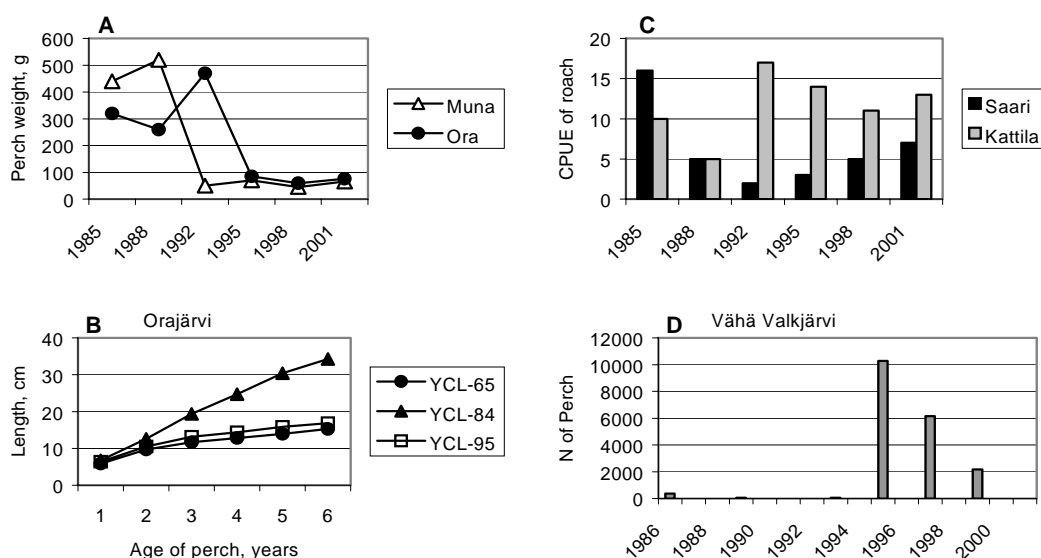 A
Perch weight, g
600
500
400
300
200
100
0
1985
1988
1992
1995
1998
2001
Muna
Ora
C
CPUE of roach
20
15
10
5
0
1985
1988
1992
1995
1998
2001
Saari
Kattila
B Orajärvi
Length, cm
40
30
20
10
0
1 2 3 4 5 6
Age of perch, years
YCL-65
YCL-84
YCL-95
D Vähä Valkjärvi
N of Perch
12000
10000
8000
6000
4000
2000
0
1986
1988
1990
1992
1994
1996
1998
2000